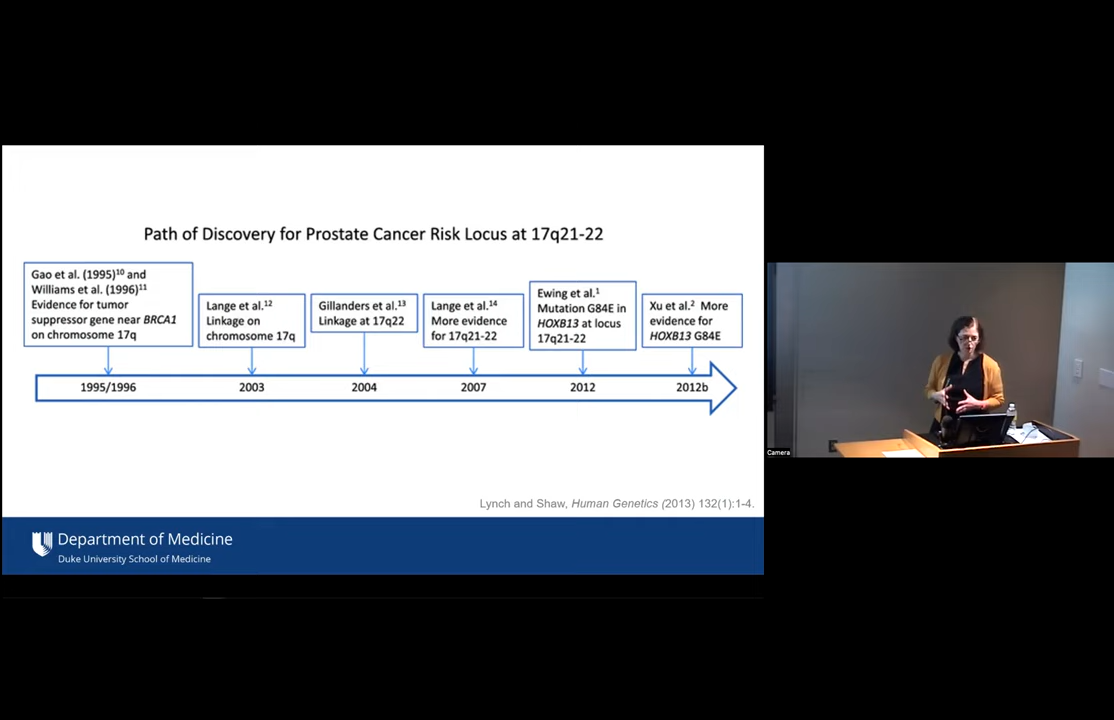 Path of Discovery for Prostate Cancer Risk Locus at 17q21-22
Gao et al. (1995)10 and
Williams et al. (1996)11
Evidence for tumor
suppressor gene near BRCA1
on chromosome 17q
Lange et al.12
Linkage on
chromosome 17q
Gillanders et al.13
Linkage at 17q22
Lange et al.14
More evidence
for 17q21-22
Ewing et al.1
Mutation G84E in
HOXB13 at locus
17q21-22
Xu et al.2 More
evidence for
HOXB13 G84E
1995/1996
2003
2004
2007
2012
2012b
Lynch and Shaw, Human Genetics (2013) 132(1):1-4.
Department of Medicine
Duke University School of Medicine
Camera